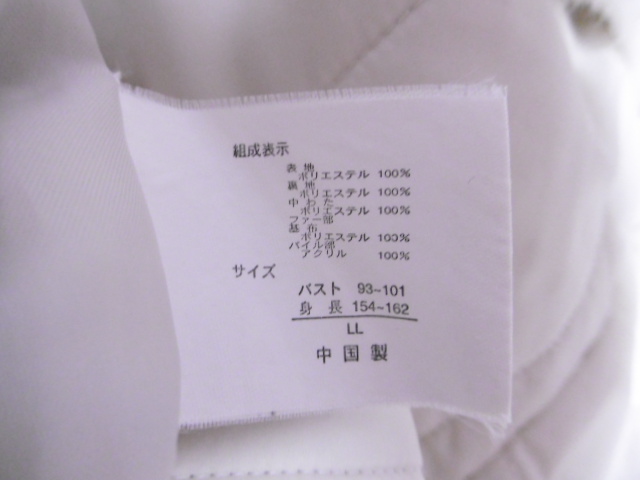 組成表示
表地
ポリエステル 100%
裏地
ポリエステル 100%
中わた
ポリエステル 100%
ファー部
基布
ポリエステル 100%
パイル部
アクリル 100%
サイズ
バスト 93~101
身長 154~162
LL
中国製